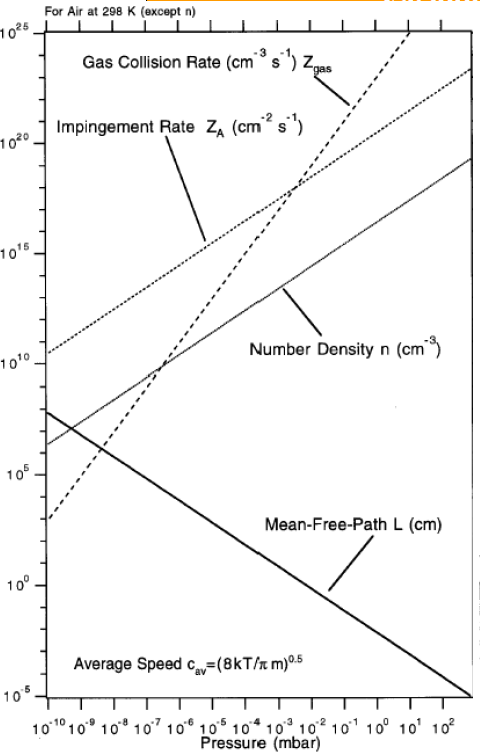 For Air at 298 K (except n)
10²⁵
Gas Collision Rate (cm⁻³ s⁻¹) Z_gas
Impingement Rate Z_A (cm⁻² s⁻¹)
10²⁰
10¹⁵
Number Density n (cm⁻³)
10¹⁰
10⁵
Mean-Free-Path L (cm)
10⁰
Average Speed c_av=(8kT/π m)⁰·⁵
10⁻⁵
10⁻¹⁰ 10⁻⁹ 10⁻⁸ 10⁻⁷ 10⁻⁶ 10⁻⁵ 10⁻⁴ 10⁻³ 10⁻² 10⁻¹ 10⁰ 10¹ 10²
Pressure (mbar)